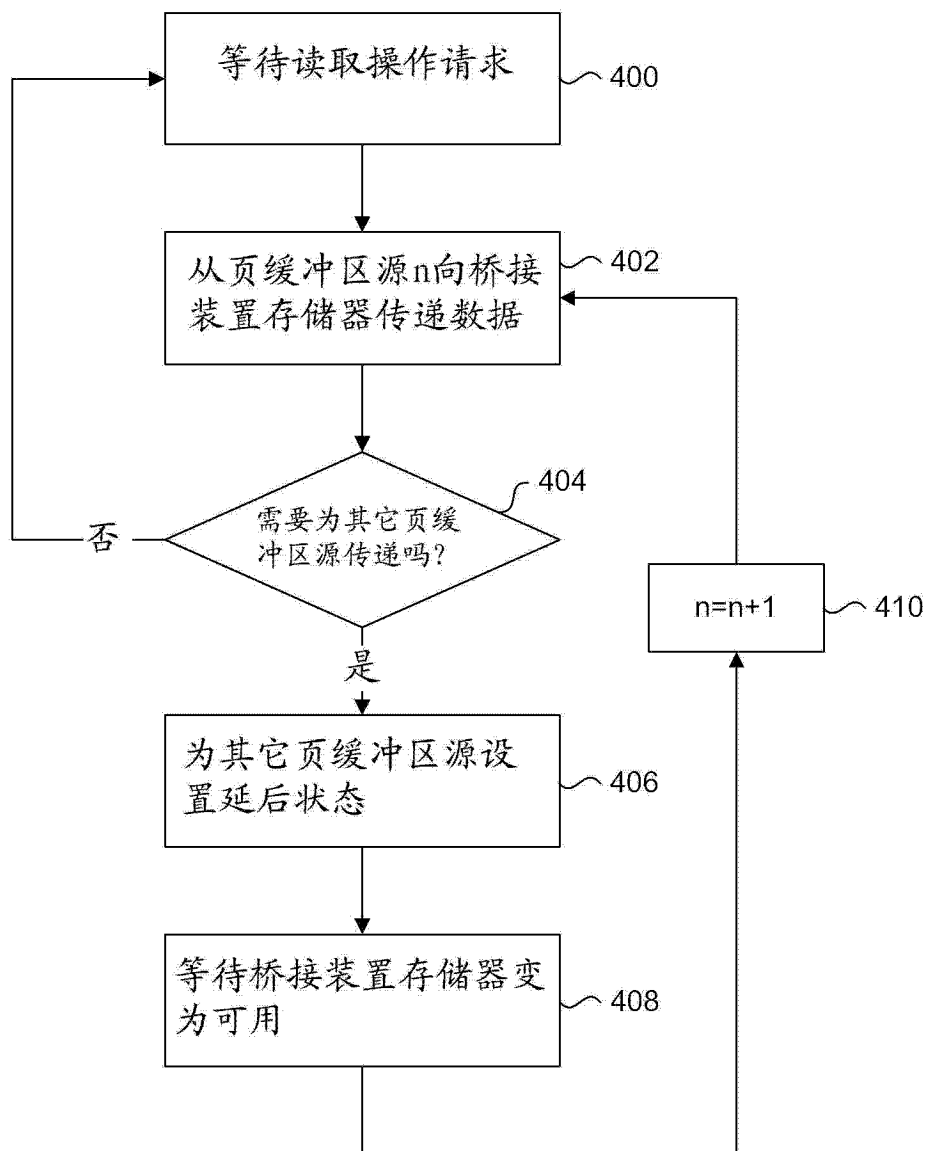 等待读取操作请求
400
从页缓冲区源n向桥接
装置存储器传递数据
402
需要为其它页缓
冲区源传递吗?
404
否
是
n=n+1
410
为其它页缓冲区源设
置延后状态
406
等待桥接装置存储器变
为可用
408